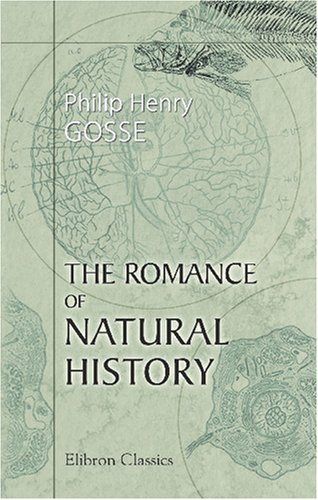 Philip Henry
GOSSE
THE ROMANCE
OF
NATURAL
HISTORY
Elibron Classics